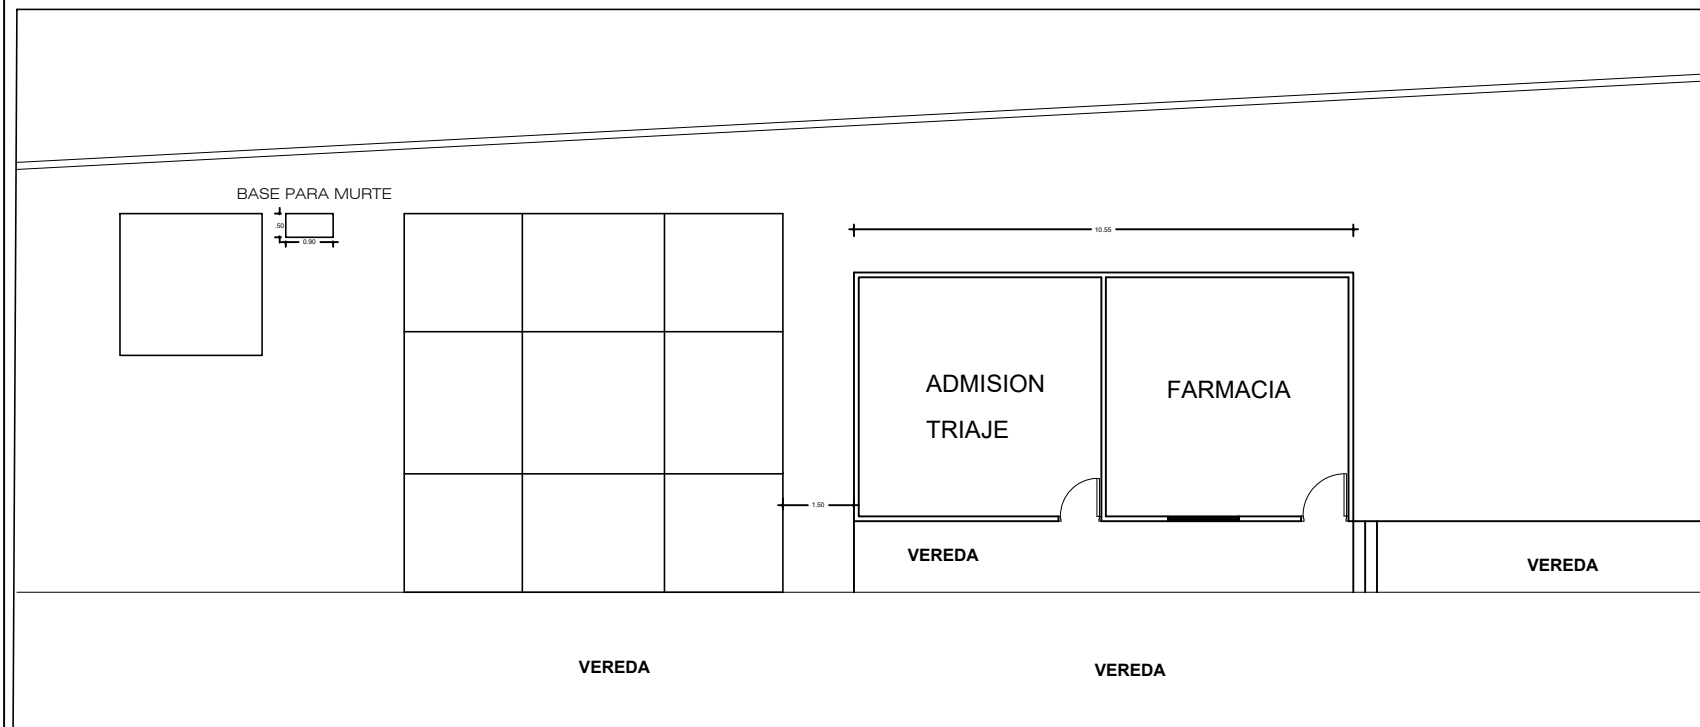 BASE PARA MURTE
.50
0.90
10.55
ADMISION
TRIAJE
FARMACIA
1.50
VEREDA
VEREDA
VEREDA
VEREDA